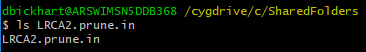 dbickhart@ARSWIMSN5DDB368 /cygdrive/c/SharedFolders
$ ls LRCA2.prune.in
LRCA2.prune.in